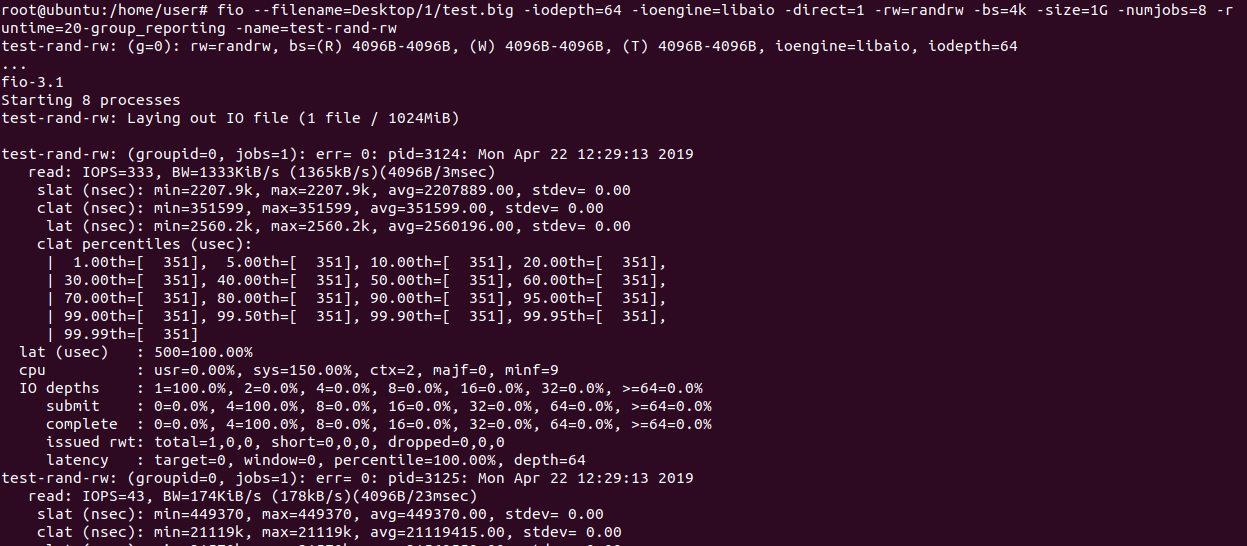 root@ubuntu:/home/user# fio --filename=Desktop/1/test.big -iodepth=64 -ioengine=libaio -direct=1 -rw=randrw -bs=4k -size=1G -numjobs=8 -r
untime=20-group_reporting -name=test-rand-rw
test-rand-rw: (g=0): rw=randrw, bs=(R) 4096B-4096B, (W) 4096B-4096B, (T) 4096B-4096B, ioengine=libaio, iodepth=64
...
fio-3.1
Starting 8 processes
test-rand-rw: Laying out IO file (1 file / 1024MiB)

test-rand-rw: (groupid=0, jobs=1): err= 0: pid=3124: Mon Apr 22 12:29:13 2019
   read: IOPS=333, BW=1333KiB/s (1365kB/s)(4096B/3msec)
    slat (nsec): min=2207.9k, max=2207.9k, avg=2207889.00, stdev= 0.00
    clat (nsec): min=351599, max=351599, avg=351599.00, stdev= 0.00
     lat (nsec): min=2560.2k, max=2560.2k, avg=2560196.00, stdev= 0.00
    clat percentiles (usec):
     |  1.00th=[  351],  5.00th=[  351], 10.00th=[  351], 20.00th=[  351],
     | 30.00th=[  351], 40.00th=[  351], 50.00th=[  351], 60.00th=[  351],
     | 70.00th=[  351], 80.00th=[  351], 90.00th=[  351], 95.00th=[  351],
     | 99.00th=[  351], 99.50th=[  351], 99.90th=[  351], 99.95th=[  351],
     | 99.99th=[  351]
  lat (usec)   : 500=100.00%
  cpu          : usr=0.00%, sys=150.00%, ctx=2, majf=0, minf=9
  IO depths    : 1=100.0%, 2=0.0%, 4=0.0%, 8=0.0%, 16=0.0%, 32=0.0%, >=64=0.0%
     submit    : 0=0.0%, 4=100.0%, 8=0.0%, 16=0.0%, 32=0.0%, 64=0.0%, >=64=0.0%
     complete  : 0=0.0%, 4=100.0%, 8=0.0%, 16=0.0%, 32=0.0%, 64=0.0%, >=64=0.0%
     issued rwt: total=1,0,0, short=0,0,0, dropped=0,0,0
     latency   : target=0, window=0, percentile=100.00%, depth=64
test-rand-rw: (groupid=0, jobs=1): err= 0: pid=3125: Mon Apr 22 12:29:13 2019
   read: IOPS=43, BW=174KiB/s (178kB/s)(4096B/23msec)
    slat (nsec): min=449370, max=449370, avg=449370.00, stdev= 0.00
    clat (nsec): min=21119k, max=21119k, avg=21119415.00, stdev= 0.00